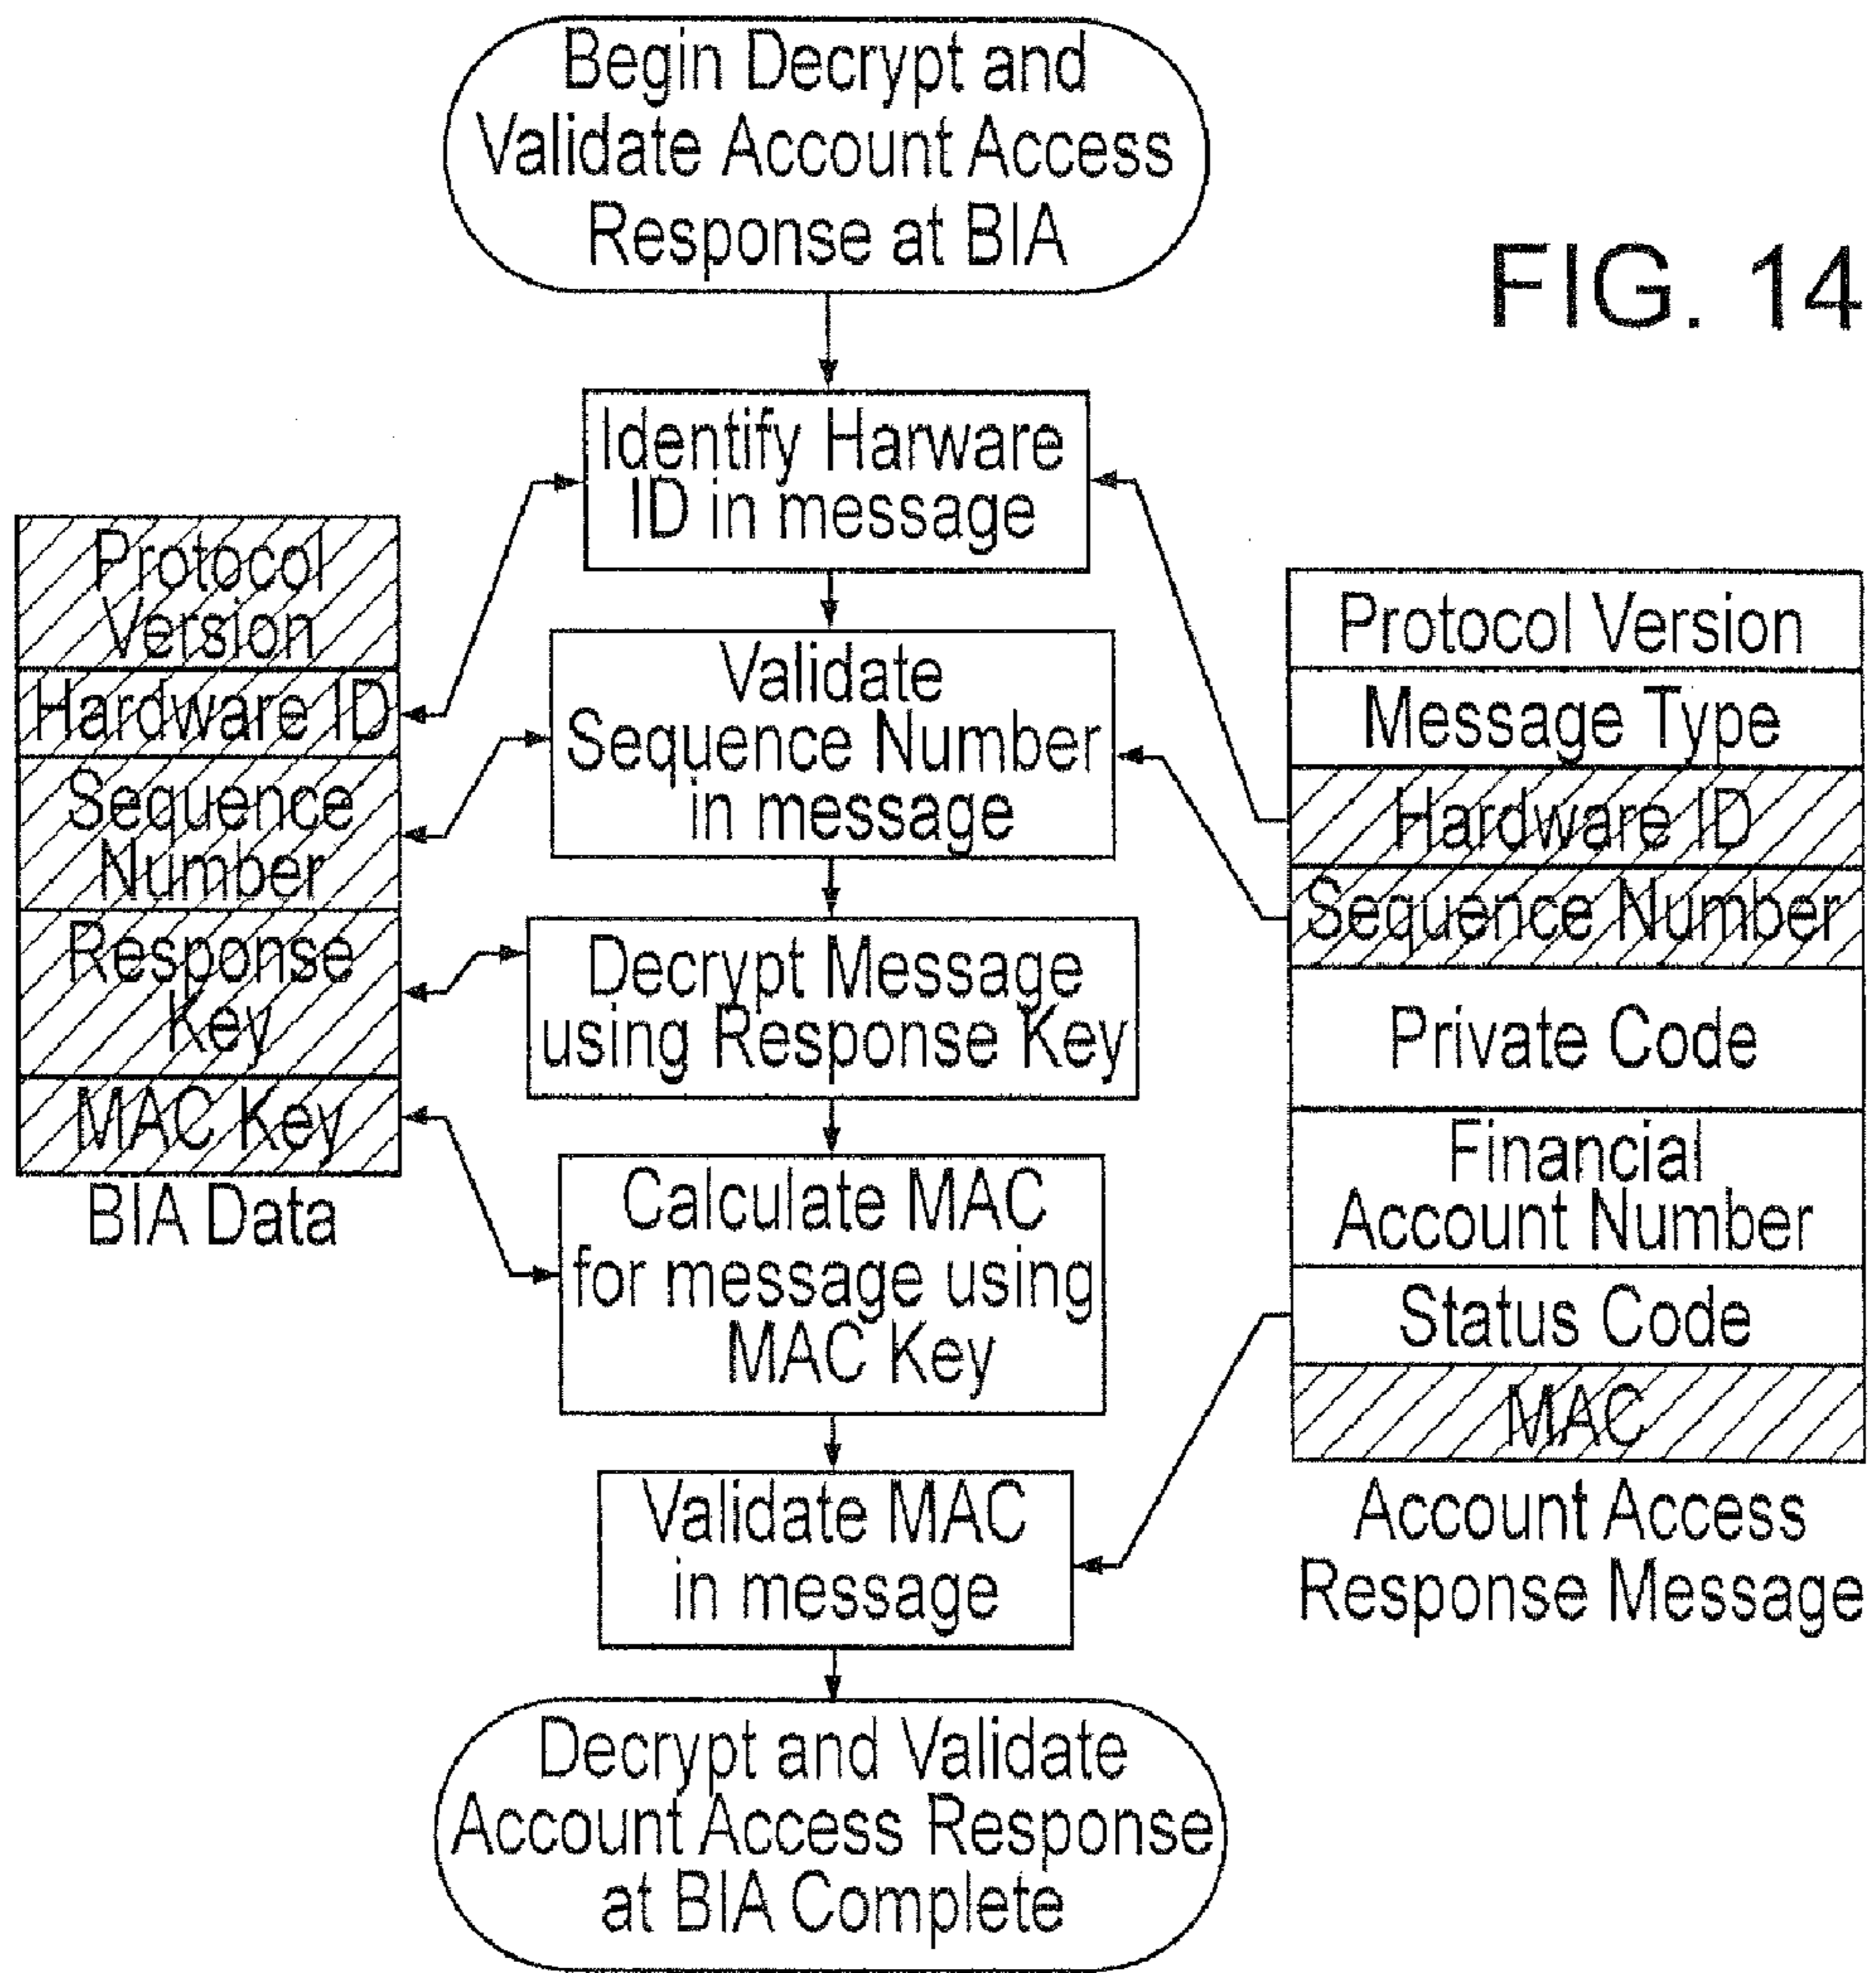 Begin Decrypt and
Validate Account Access
Response at BIA
FIG. 14
Identify Harware
ID in message
Validate
Sequence Number
in message
Decrypt Message
using Response Key
Calculate MAC
for message using
MAC Key
Validate MAC
in message
Decrypt and Validate
Account Access Response
at BIA Complete
Protocol
Version
Hardware ID
Sequence
Number
Response
Key
MAC Key
BIA Data
Protocol Version
Message Type
Hardware ID
Sequence Number
Private Code
Financial
Account Number
Status Code
MAC
Account Access
Response Message